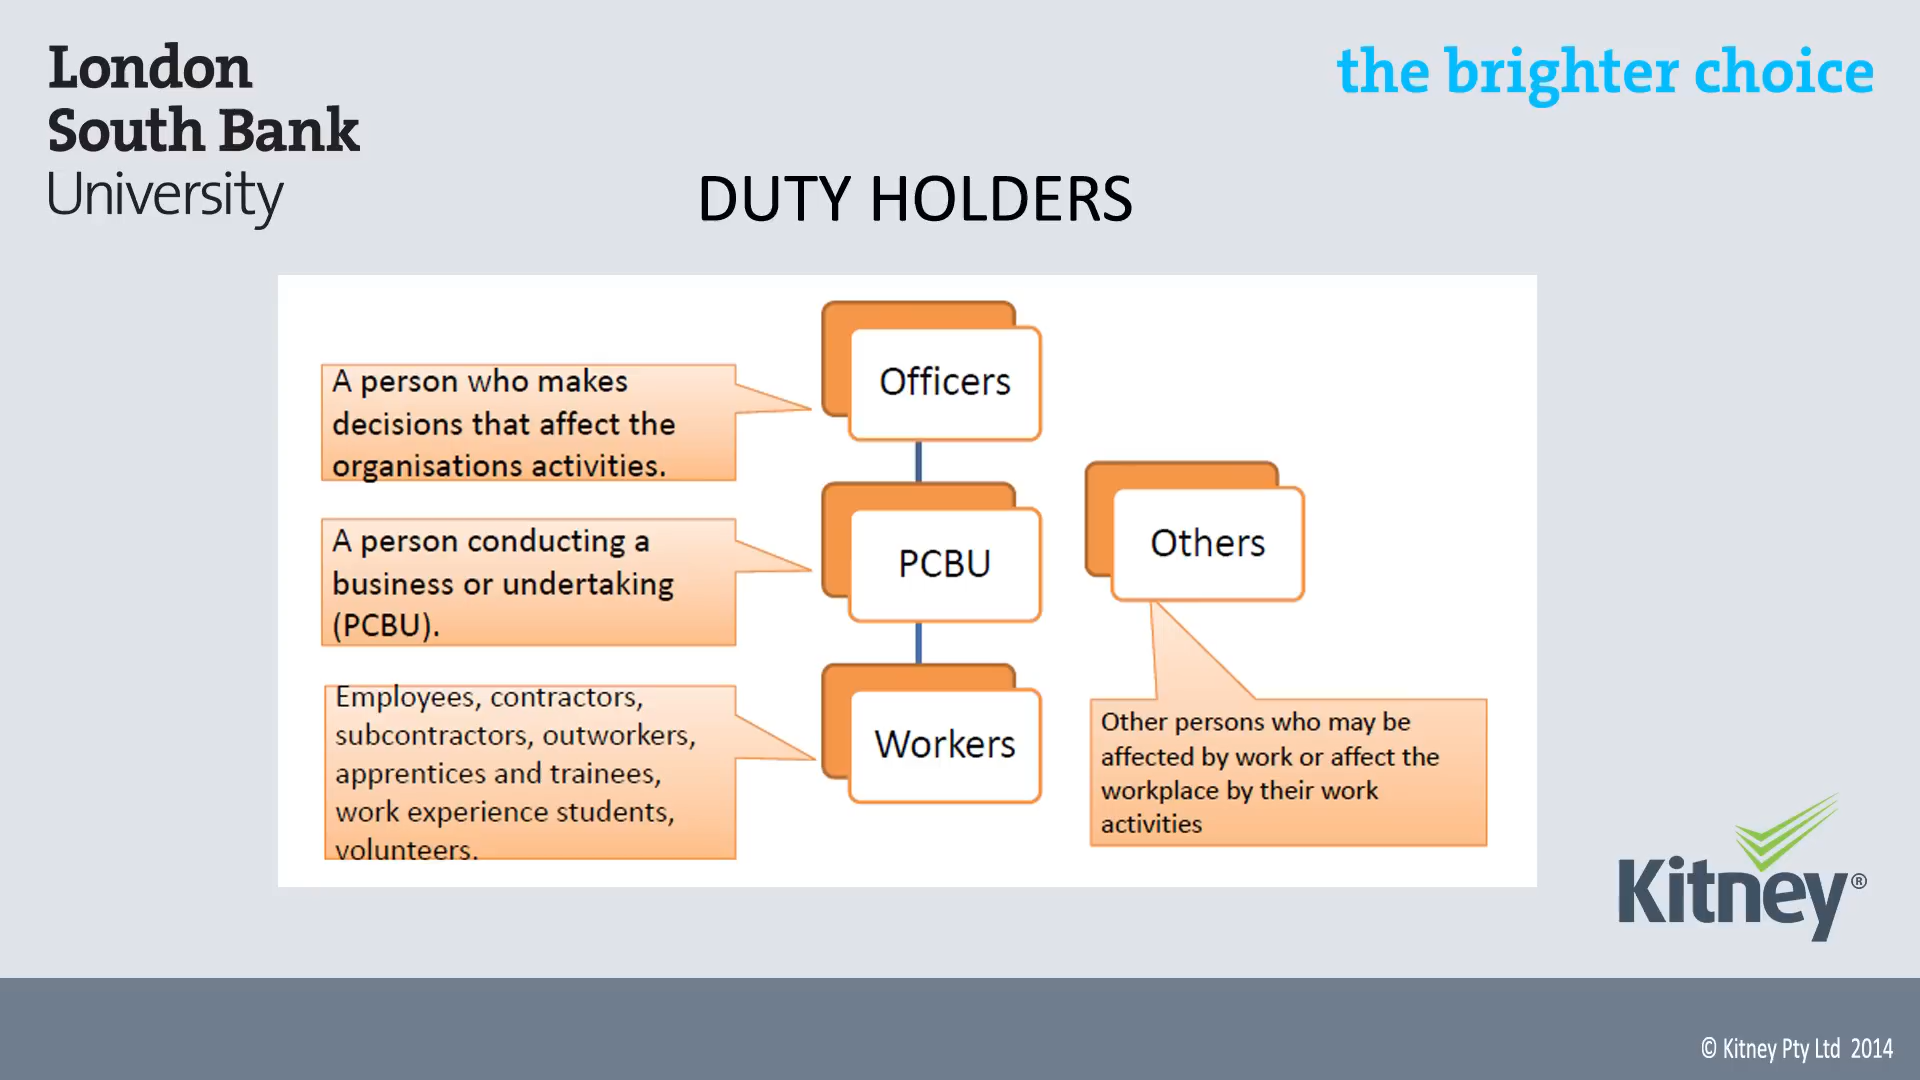 London
South Bank
University
the brighter choice
DUTY HOLDERS
A person who makes
decisions that affect the
organisations activities.
Officers
A person conducting a
business or undertaking
(PCBU).
PCBU
Others
Employees, contractors,
subcontractors, outworkers,
apprentices and trainees,
work experience students,
volunteers.
Workers
Other persons who may be
affected by work or affect the
workplace by their work
activities
Kitney®
© Kitney Pty Ltd 2014